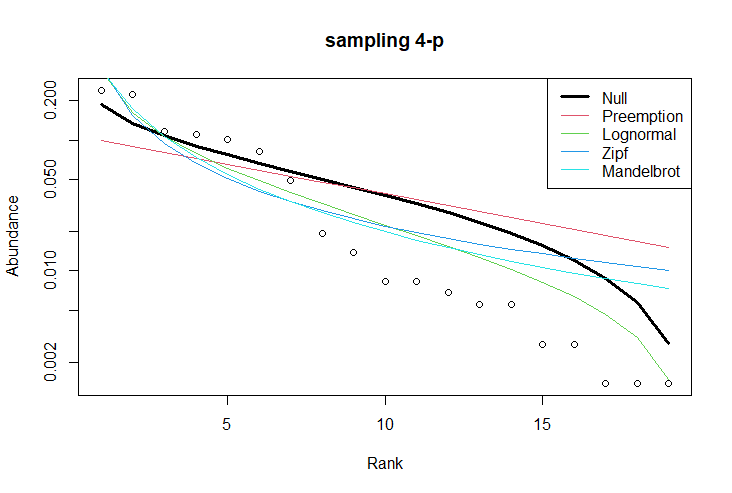 sampling 4-p
Null
Preemption
Lognormal
Zipf
Mandelbrot
0.200
0.050
0.010
0.002
Abundance
5
10
15
Rank